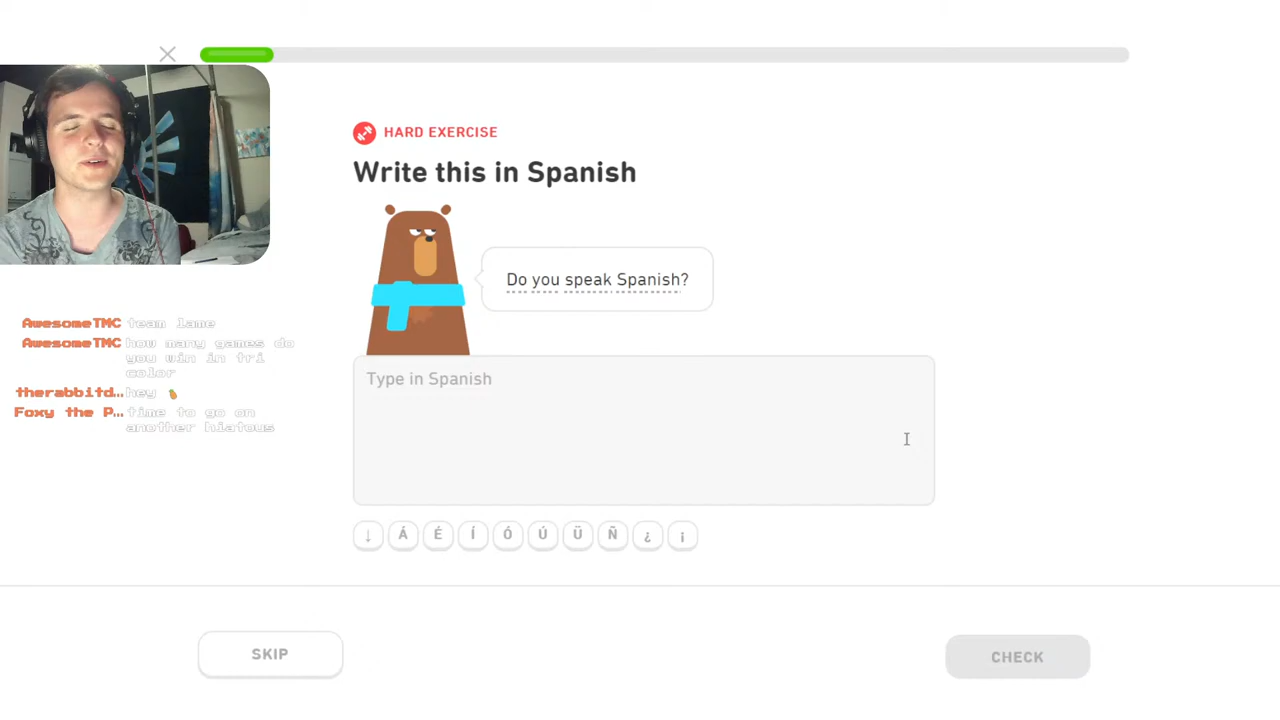 HARD EXERCISE
Write this in Spanish
Do you speak Spanish?
AwesomeTMC team lame
AwesomeTMC how many games do
you win in tri
color
therabbitd... hey
Foxy the P... time to go on
another hiatous
Type in Spanish
↓ Á É Í Ó Ú Ü Ñ ¿ ¡
SKIP
CHECK